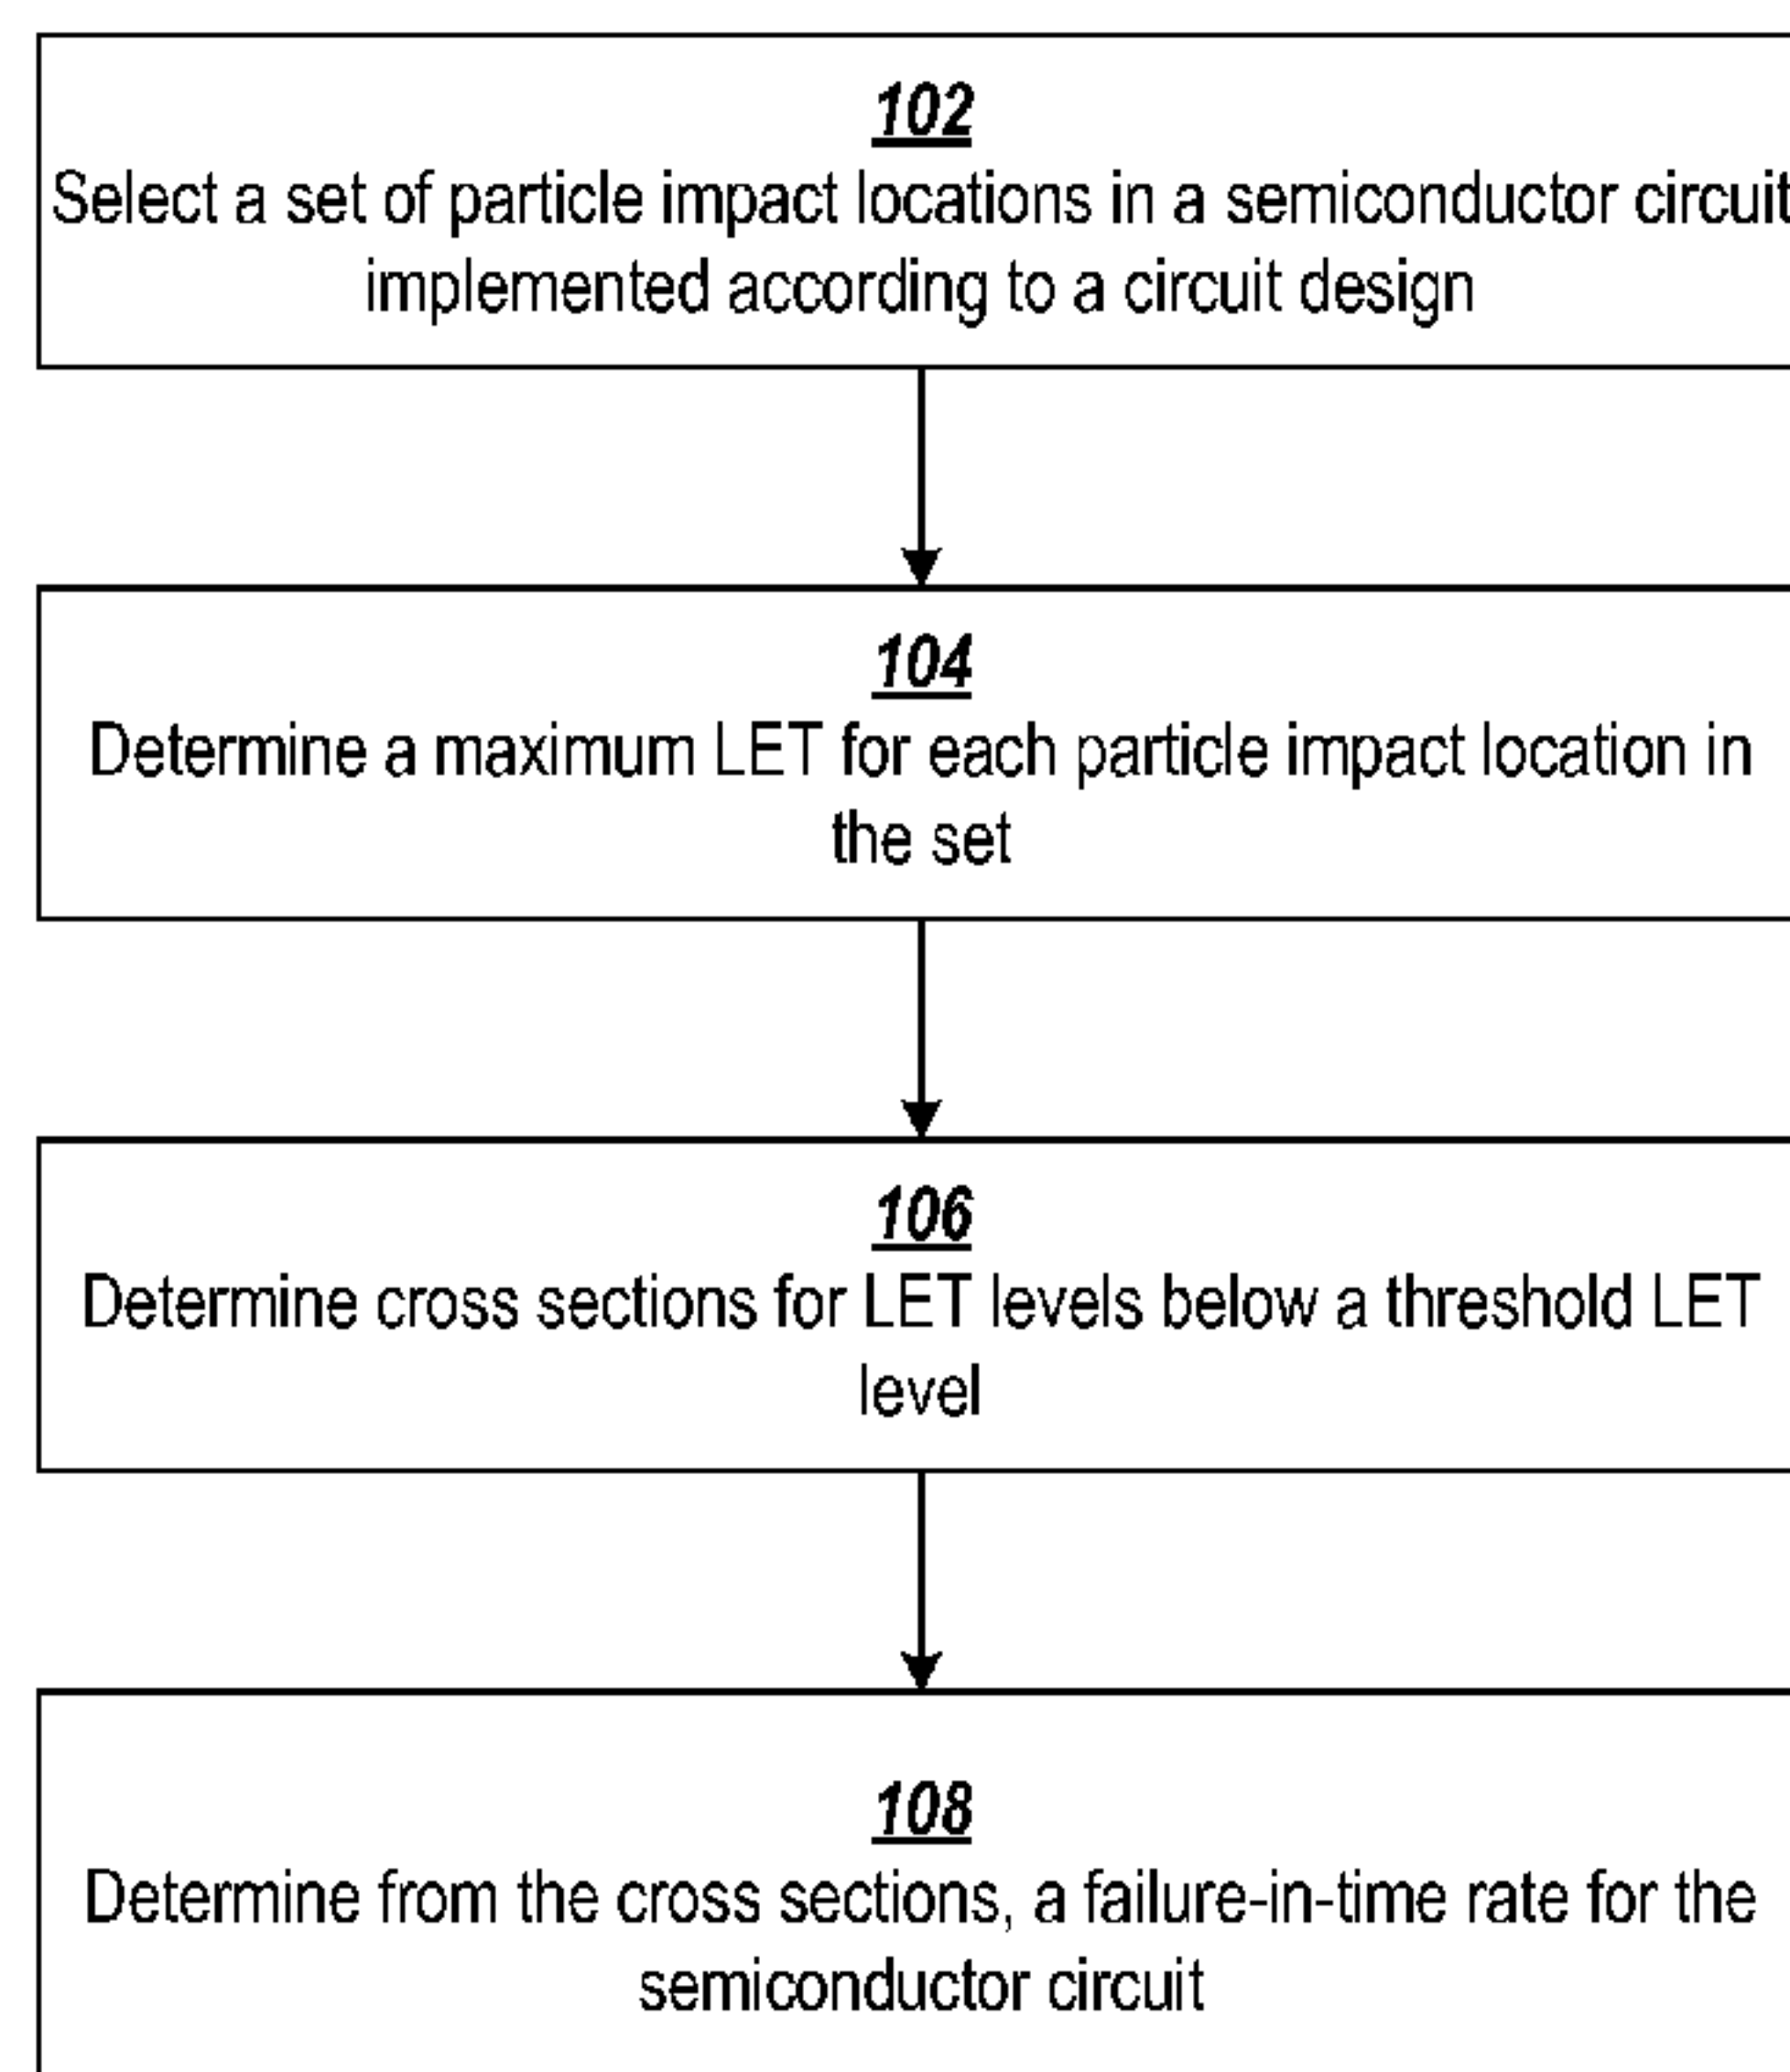 102
Select a set of particle impact locations in a semiconductor circuit
implemented according to a circuit design
104
Determine a maximum LET for each particle impact location in
the set
106
Determine cross sections for LET levels below a threshold LET
level
108
Determine from the cross sections, a failure-in-time rate for the
semiconductor circuit